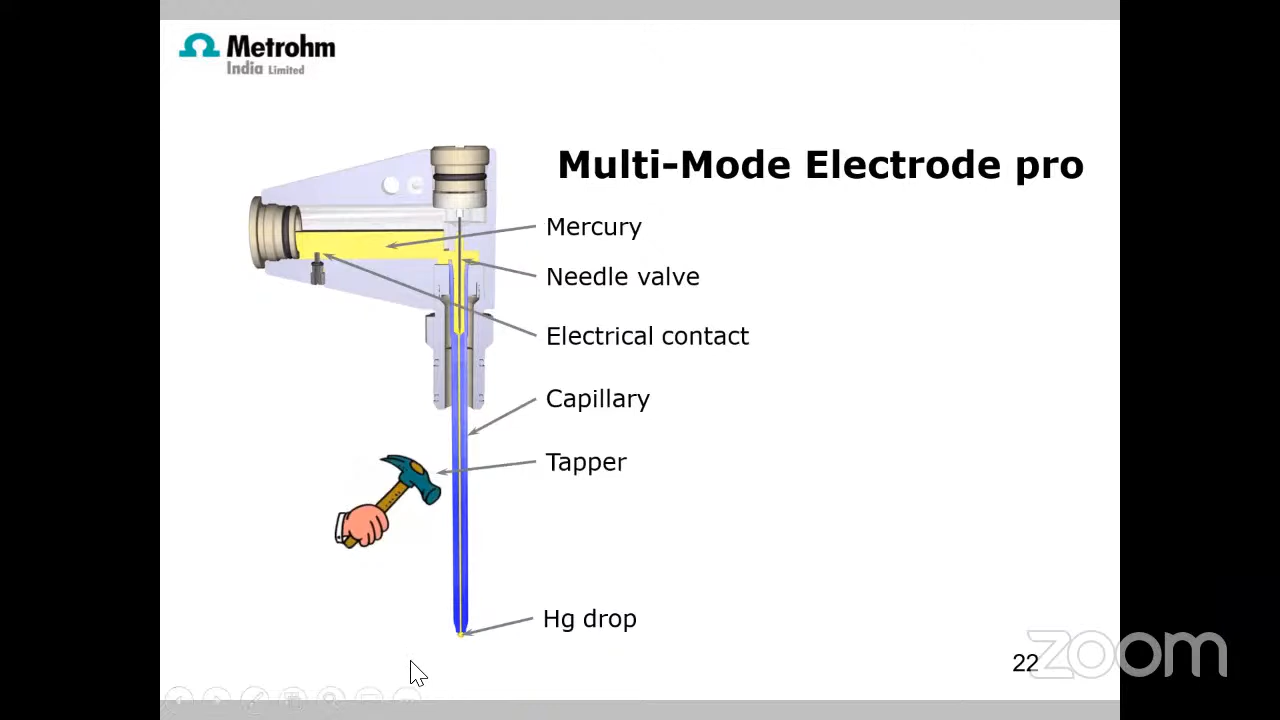 Metrohm
India Limited
Multi-Mode Electrode pro
Mercury
Needle valve
Electrical contact
Capillary
Tapper
Hg drop
22
zoom